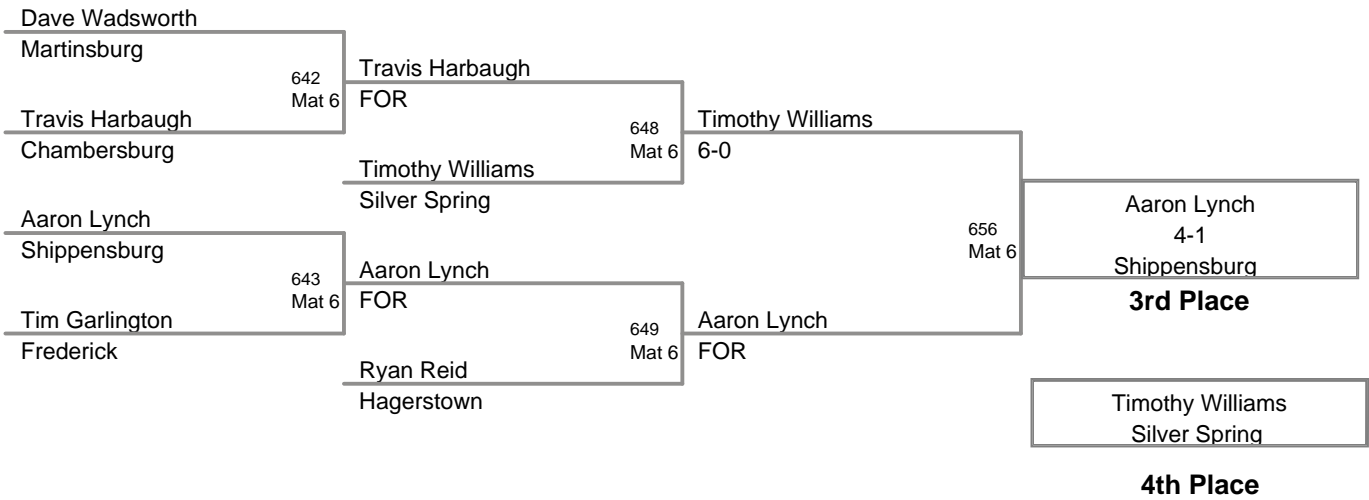 Dave Wadsworth
Martinsburg
642
Mat 6
Travis Harbaugh
FOR
Travis Harbaugh
Chambersburg
648
Mat 6
Timothy Williams
6-0
Timothy Williams
Silver Spring
Aaron Lynch
Shippensburg
643
Mat 6
Aaron Lynch
FOR
Tim Garlington
Frederick
649
Mat 6
Aaron Lynch
FOR
Ryan Reid
Hagerstown
656
Mat 6
Aaron Lynch
4-1
Shippensburg
3rd Place
Timothy Williams
Silver Spring
4th Place